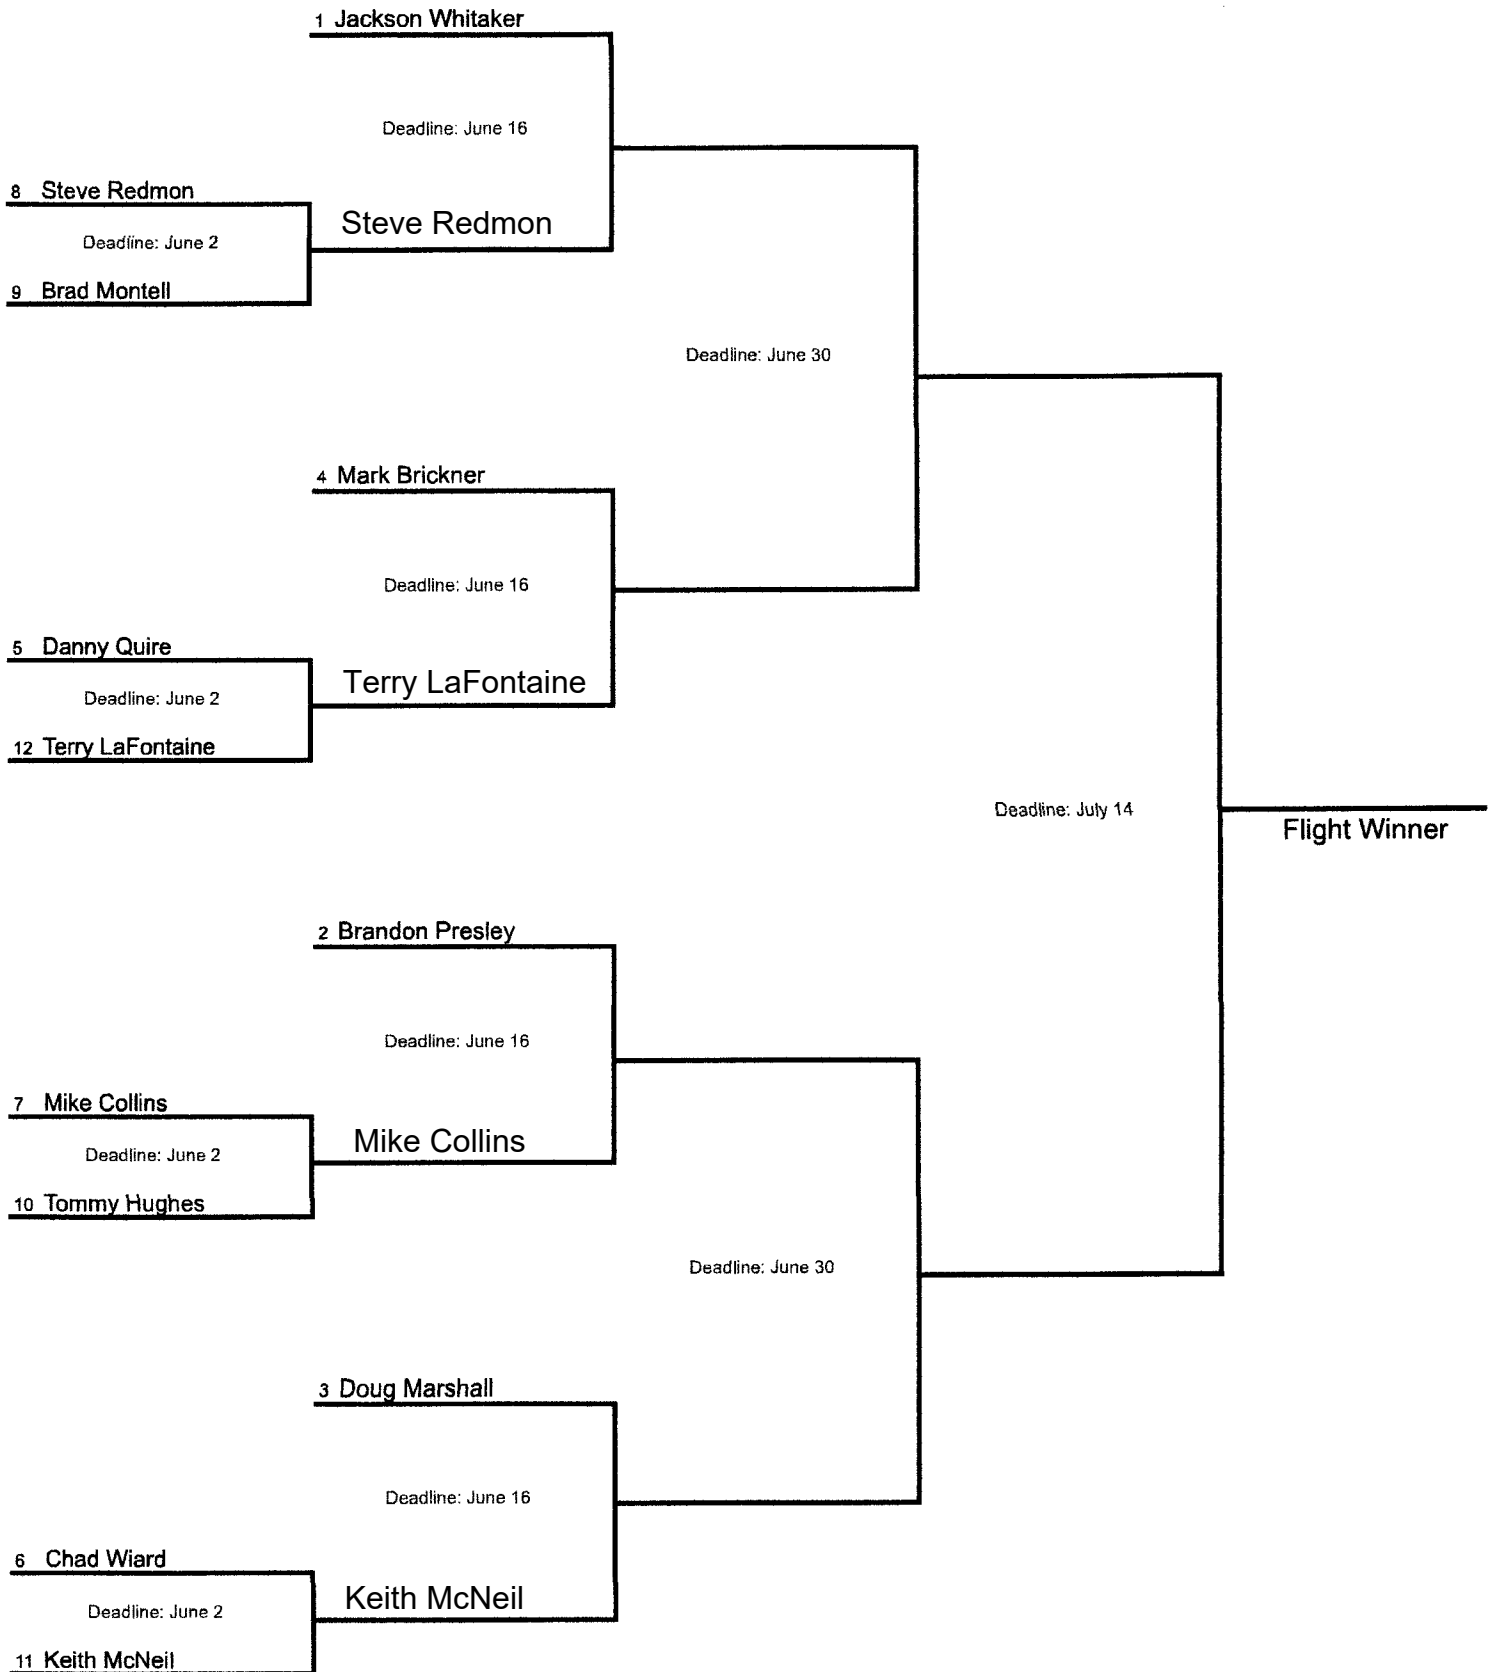 1 Jackson Whitaker
Deadline: June 16
8 Steve Redmon
Steve Redmon
Deadline: June 2
9 Brad Montell
Deadline: June 30
4 Mark Brickner
Deadline: June 16
5 Danny Quire
Terry LaFontaine
Deadline: June 2
12 Terry LaFontaine
Deadline: July 14
Flight Winner
2 Brandon Presley
Deadline: June 16
7 Mike Collins
Mike Collins
Deadline: June 2
10 Tommy Hughes
Deadline: June 30
3 Doug Marshall
Deadline: June 16
6 Chad Wiard
Keith McNeil
Deadline: June 2
11 Keith McNeil